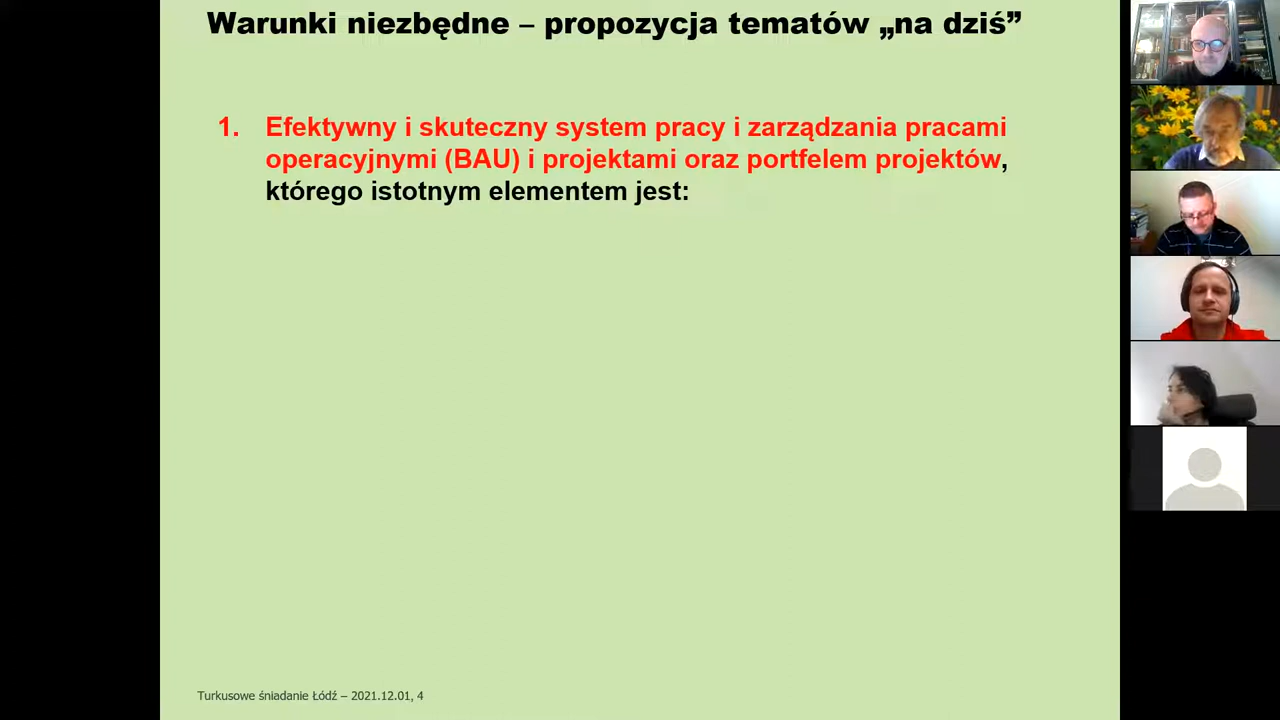 Warunki niezbędne – propozycja tematów „na dziś”
1. Efektywny i skuteczny system pracy i zarządzania pracami
operacyjnymi (BAU) i projektami oraz portfelem projektów,
którego istotnym elementem jest:
Turkusowe śniadanie Łódź – 2021.12.01, 4